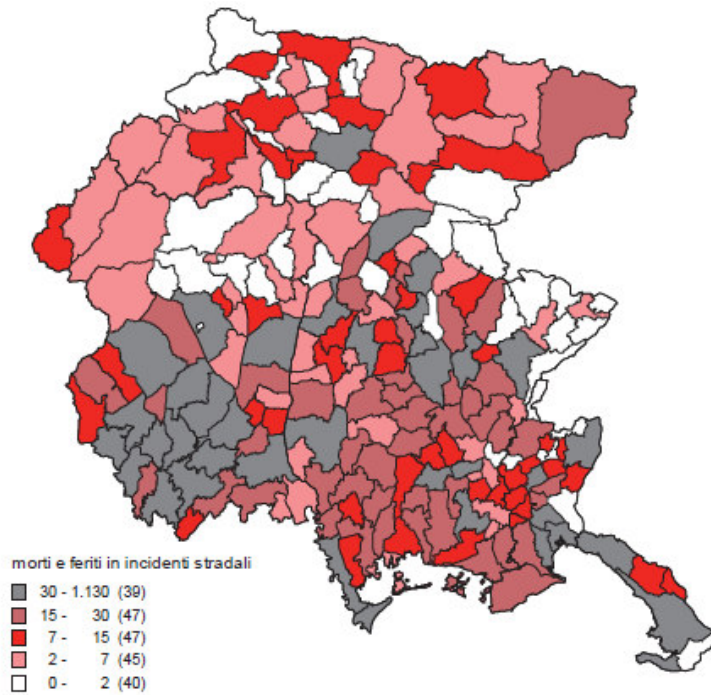 morti e feriti in incidenti stradali
30 - 1.130 (39)
15 - 30 (47)
7 - 15 (47)
2 - 7 (45)
0 - 2 (40)